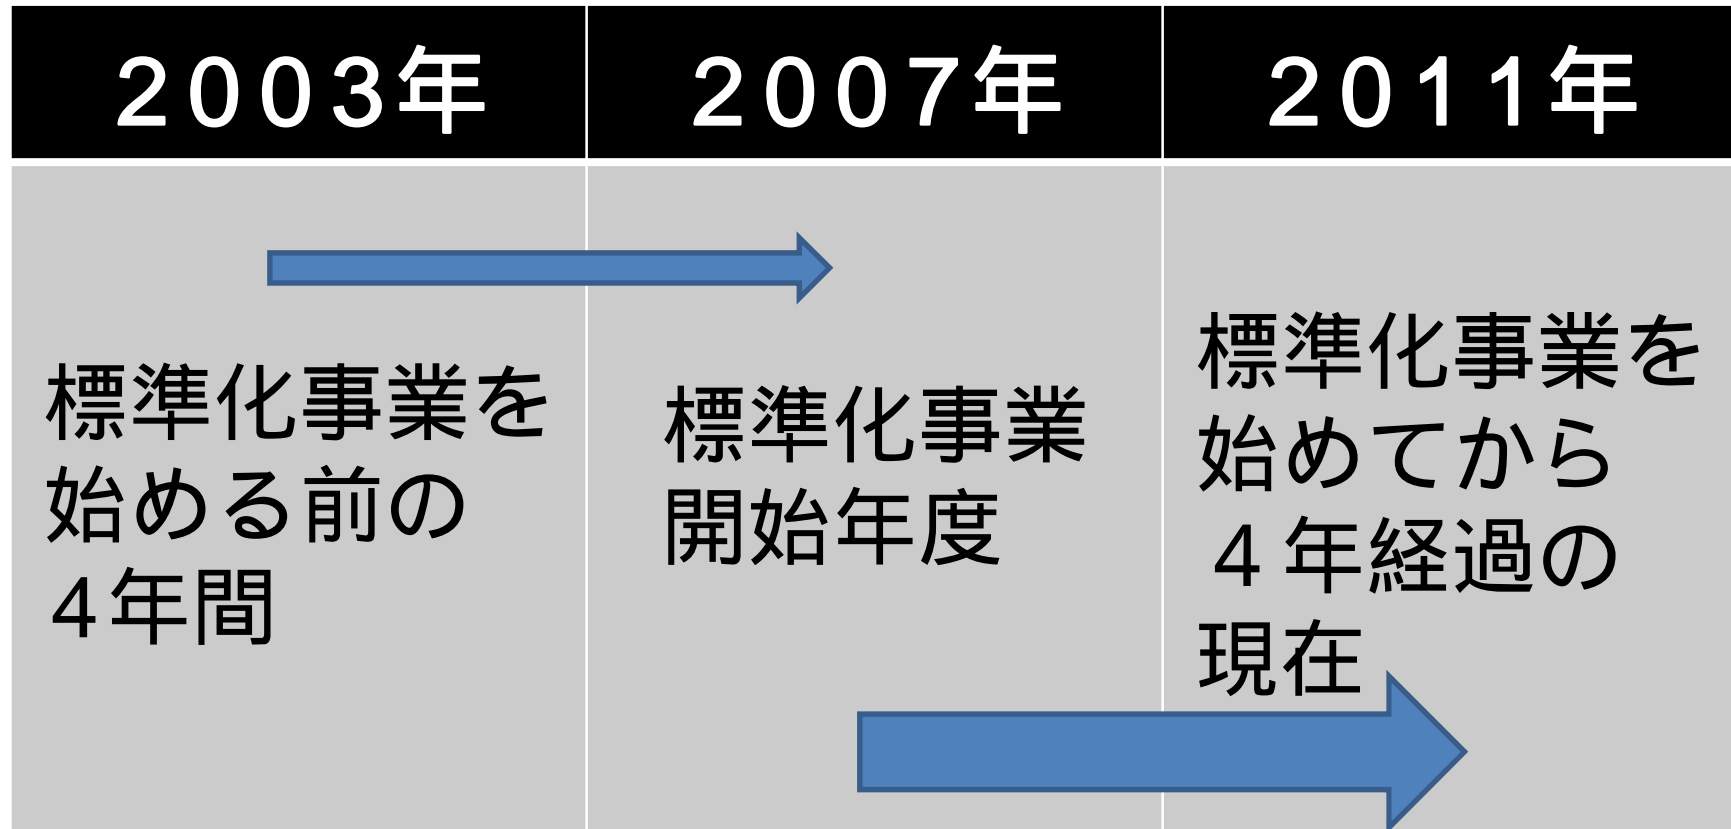 ２００３年
２００７年
２０１１年
標準化事業を
始める前の
４年間
標準化事業
開始年度
標準化事業を
始めてから
４年経過の
現在